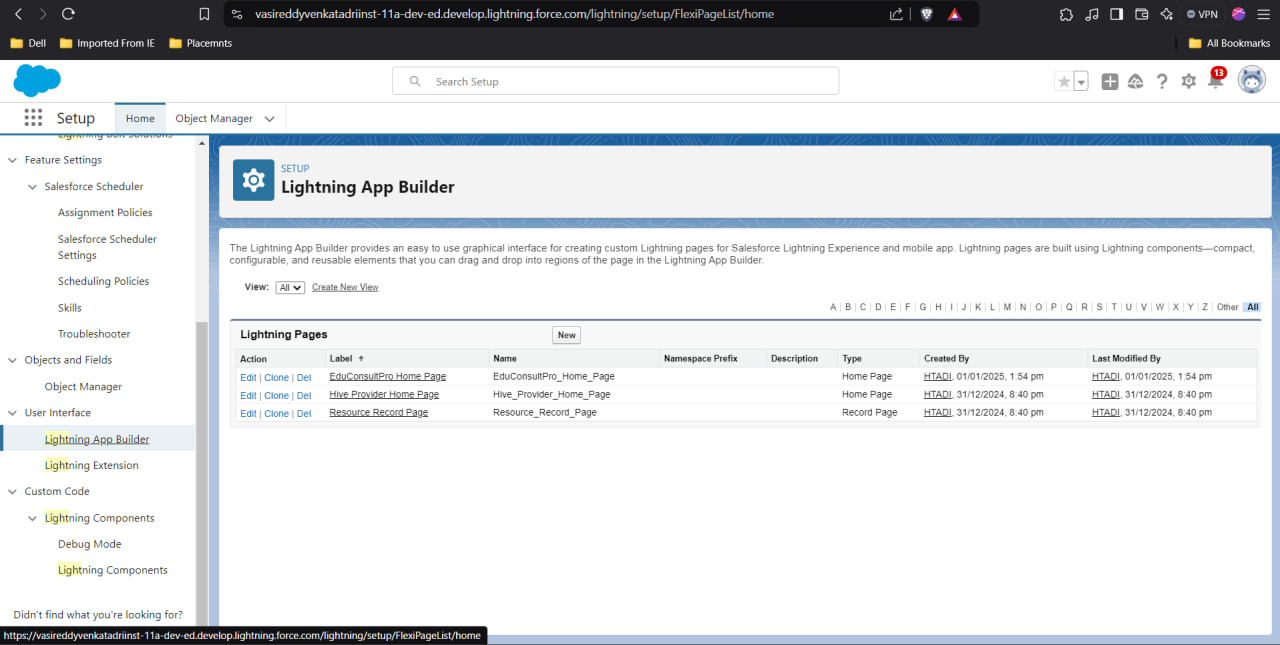 vasireddyvenkatadriinst-11a-dev-ed.develop.lightning.force.com/lightning/setup/FlexiPageList/home
VPN
Dell
Imported From IE
Placemnts
All Bookmarks
Search Setup
13
Setup
Home
Object Manager
Lightning Bolt Solutions
Feature Settings
Salesforce Scheduler
Assignment Policies
Salesforce Scheduler
Settings
Scheduling Policies
Skills
Troubleshooter
Objects and Fields
Object Manager
User Interface
Lightning App Builder
Lightning Extension
Custom Code
Lightning Components
Debug Mode
Lightning Components
Didn't find what you're looking for?
https://vasireddyvenkatadriinst-11a-dev-ed.develop.lightning.force.com/lightning/setup/FlexiPageList/home
SETUP
Lightning App Builder
The Lightning App Builder provides an easy to use graphical interface for creating custom Lightning pages for Salesforce Lightning Experience and mobile app. Lightning pages are built using Lightning components—compact,
configurable, and reusable elements that you can drag and drop into regions of the page in the Lightning App Builder.
View: All Create New View
A | B | C | D | E | F | G | H | I | J | K | L | M | N | O | P | Q | R | S | T | U | V | W | X | Y | Z | Other | All
Lightning Pages New
Action Label ↑ Name Namespace Prefix Description Type Created By Last Modified By
Edit | Clone | Del EduConsultPro Home Page EduConsultPro_Home_Page Home Page HTADI, 01/01/2025, 1:54 pm HTADI, 01/01/2025, 1:54 pm
Edit | Clone | Del Hive Provider Home Page Hive_Provider_Home_Page Home Page HTADI, 31/12/2024, 8:40 pm HTADI, 31/12/2024, 8:40 pm
Edit | Clone | Del Resource Record Page Resource_Record_Page Record Page HTADI, 31/12/2024, 8:40 pm HTADI, 31/12/2024, 8:40 pm